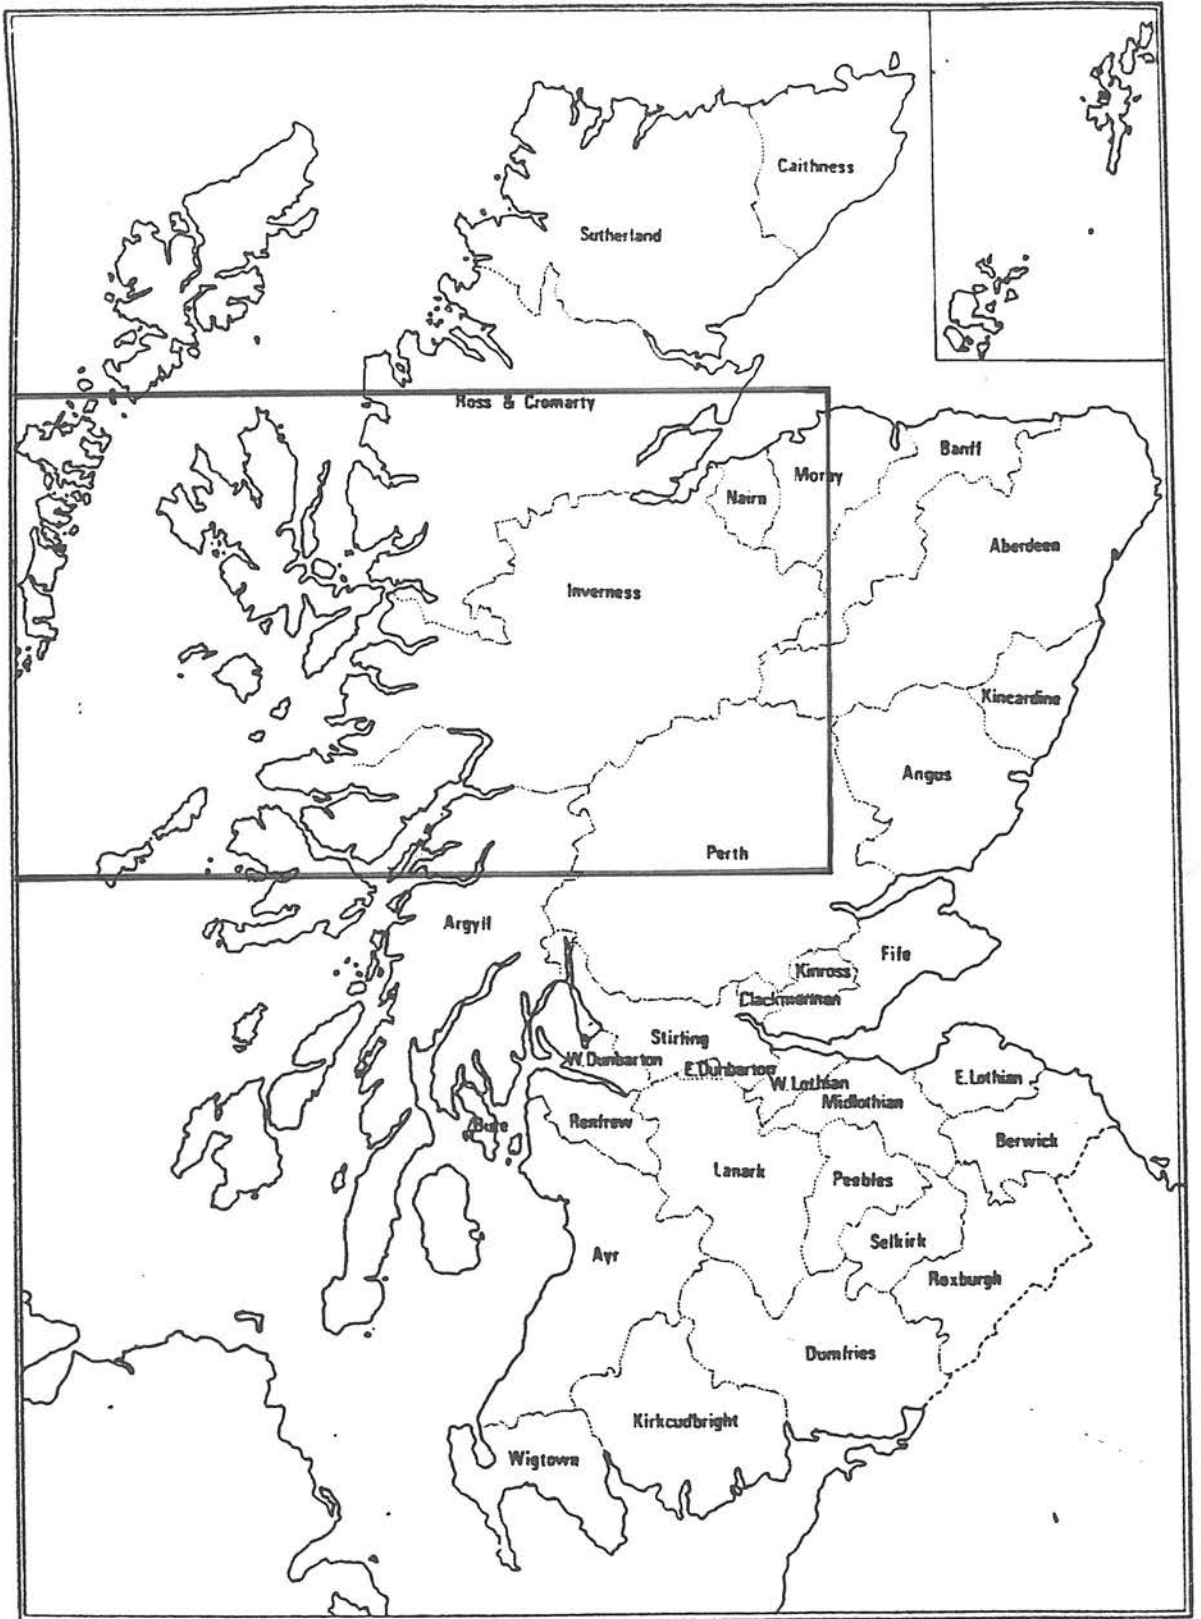 Caithness
Sutherland
Ross & Cromarty
Banff
Moray
Nairn
Aberdeen
Inverness
Kincardine
Angus
Perth
Argyll
Fife
Kinross
Clackmannan
Stirling
W. Dunbarton
E. Dunbarton
W. Lothian
E. Lothian
Midlothian
Bute
Renfrew
Berwick
Lanark
Peebles
Selkirk
Ayr
Roxburgh
Dumfries
Kirkcudbright
Wigtown